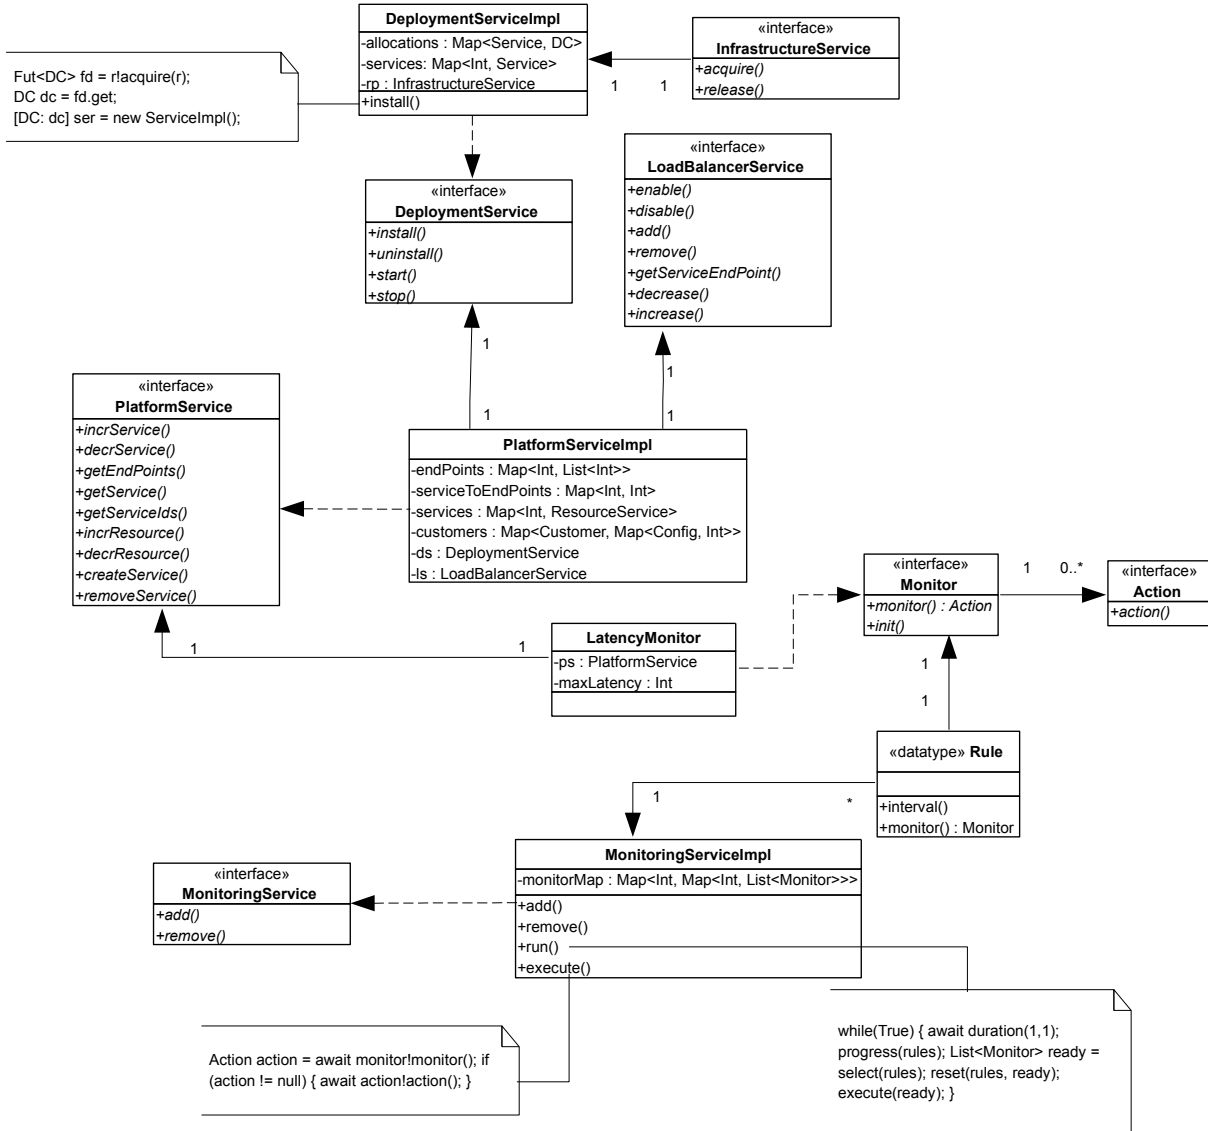 DeploymentServiceImpl
-allocations : Map<Service, DC>
-services: Map<Int, Service>
-rp : InfrastructureService
+install()
«interface»
InfrastructureService
+acquire()
+release()
1
1
Fut<DC> fd = r!acquire(r);
DC dc = fd.get;
[DC: dc] ser = new ServiceImpl();
«interface»
LoadBalancerService
+enable()
+disable()
+add()
+remove()
+getServiceEndPoint()
+decrease()
+increase()
«interface»
DeploymentService
+install()
+uninstall()
+start()
+stop()
1
1
1
1
«interface»
PlatformService
+incrService()
+decrService()
+getEndPoints()
+getService()
+getServiceIds()
+incrResource()
+decrResource()
+createService()
+removeService()
PlatformServiceImpl
-endPoints : Map<Int, List<Int>>
-serviceToEndPoints : Map<Int, Int>
-services : Map<Int, ResourceService>
-customers : Map<Customer, Map<Config, Int>>
-ds : DeploymentService
-ls : LoadBalancerService
«interface»
Monitor
+monitor() : Action
+init()
1
0..*
«interface»
Action
+action()
LatencyMonitor
-ps : PlatformService
-maxLatency : Int
1
1
1
1
«datatype» Rule
+interval()
+monitor() : Monitor
1
*
MonitoringServiceImpl
-monitorMap : Map<Int, Map<Int, List<Monitor>>>
+add()
+remove()
+run()
+execute()
«interface»
MonitoringService
+add()
+remove()
Action action = await monitor!monitor(); if
(action != null) { await action!action(); }
while(True) { await duration(1,1);
progress(rules); List<Monitor> ready =
select(rules); reset(rules, ready);
execute(ready); }